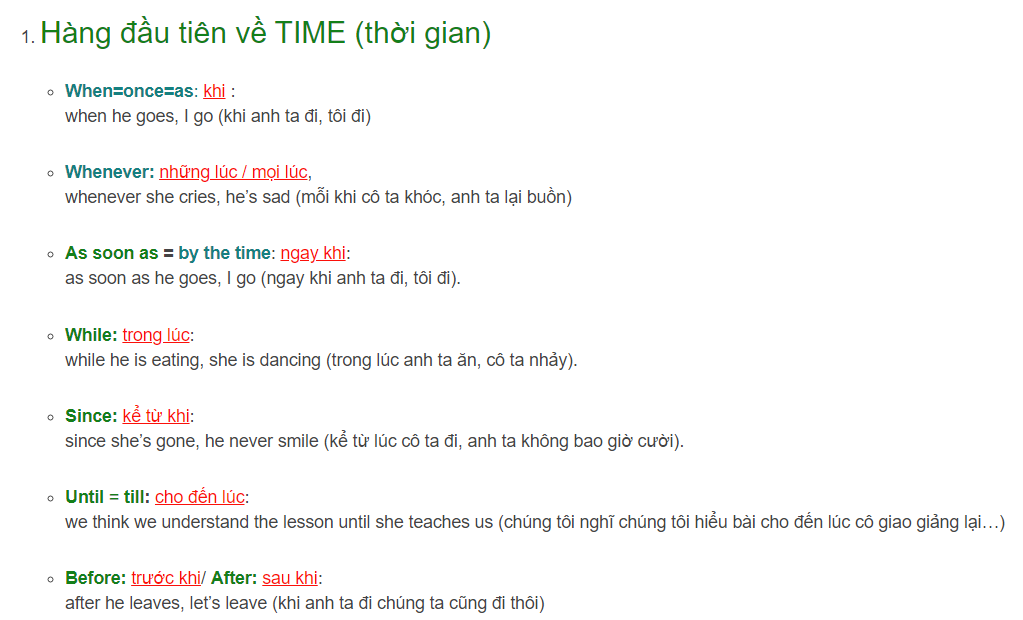 1. Hàng đầu tiên về TIME (thời gian)
When=once=as: khi :
when he goes, I go (khi anh ta đi, tôi đi)
Whenever: những lúc / mọi lúc,
whenever she cries, he’s sad (mỗi khi cô ta khóc, anh ta lại buồn)
As soon as = by the time: ngay khi:
as soon as he goes, I go (ngay khi anh ta đi, tôi đi).
While: trong lúc:
while he is eating, she is dancing (trong lúc anh ta ăn, cô ta nhảy).
Since: kể từ khi:
since she’s gone, he never smile (kể từ lúc cô ta đi, anh ta không bao giờ cười).
Until = till: cho đến lúc:
we think we understand the lesson until she teaches us (chúng tôi nghĩ chúng tôi hiểu bài cho đến lúc cô giao giảng lại…)
Before: trước khi/ After: sau khi:
after he leaves, let’s leave (khi anh ta đi chúng ta cũng đi thôi)